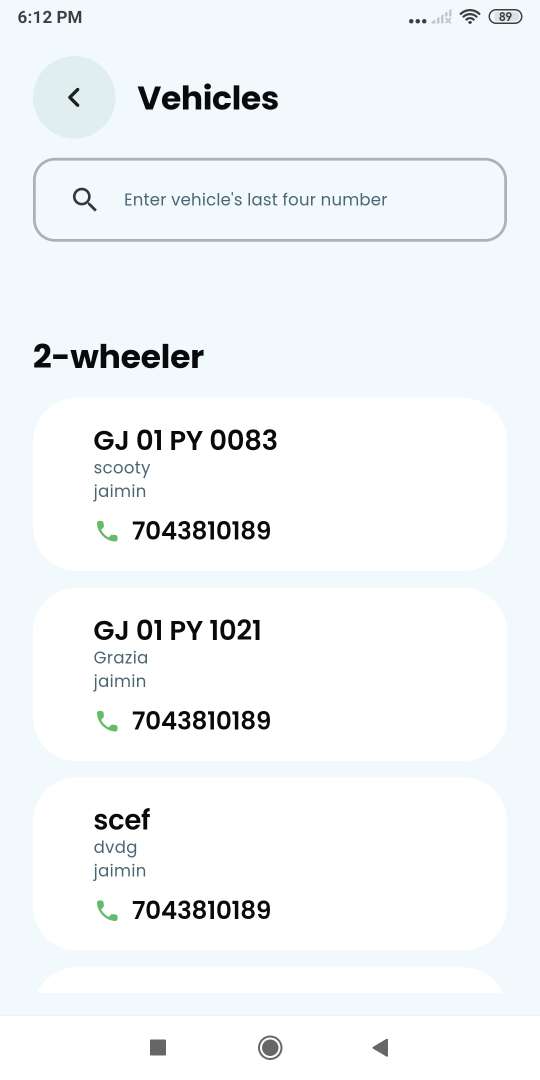 6:12 PM
89
Vehicles
Enter vehicle's last four number
2-wheeler
GJ 01 PY 0083
scooty
jaimin
7043810189
GJ 01 PY 1021
Grazia
jaimin
7043810189
scef
dvdg
jaimin
7043810189